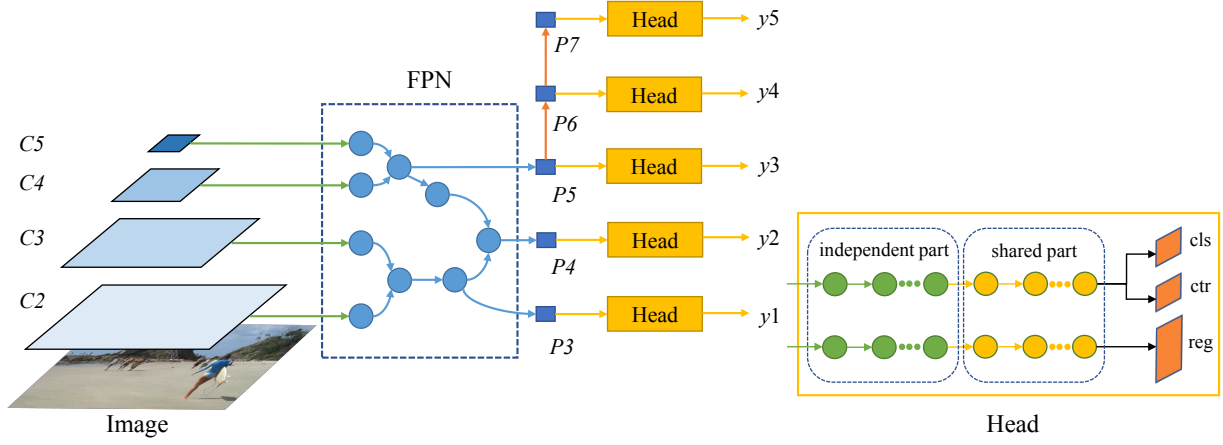 Head
y5
P7
FPN
Head
y4
P6
C5
Head
y3
C4
P5
C3
Head
y2
P4
C2
Head
y1
P3
Image
independent part
shared part
cls
ctr
reg
Head